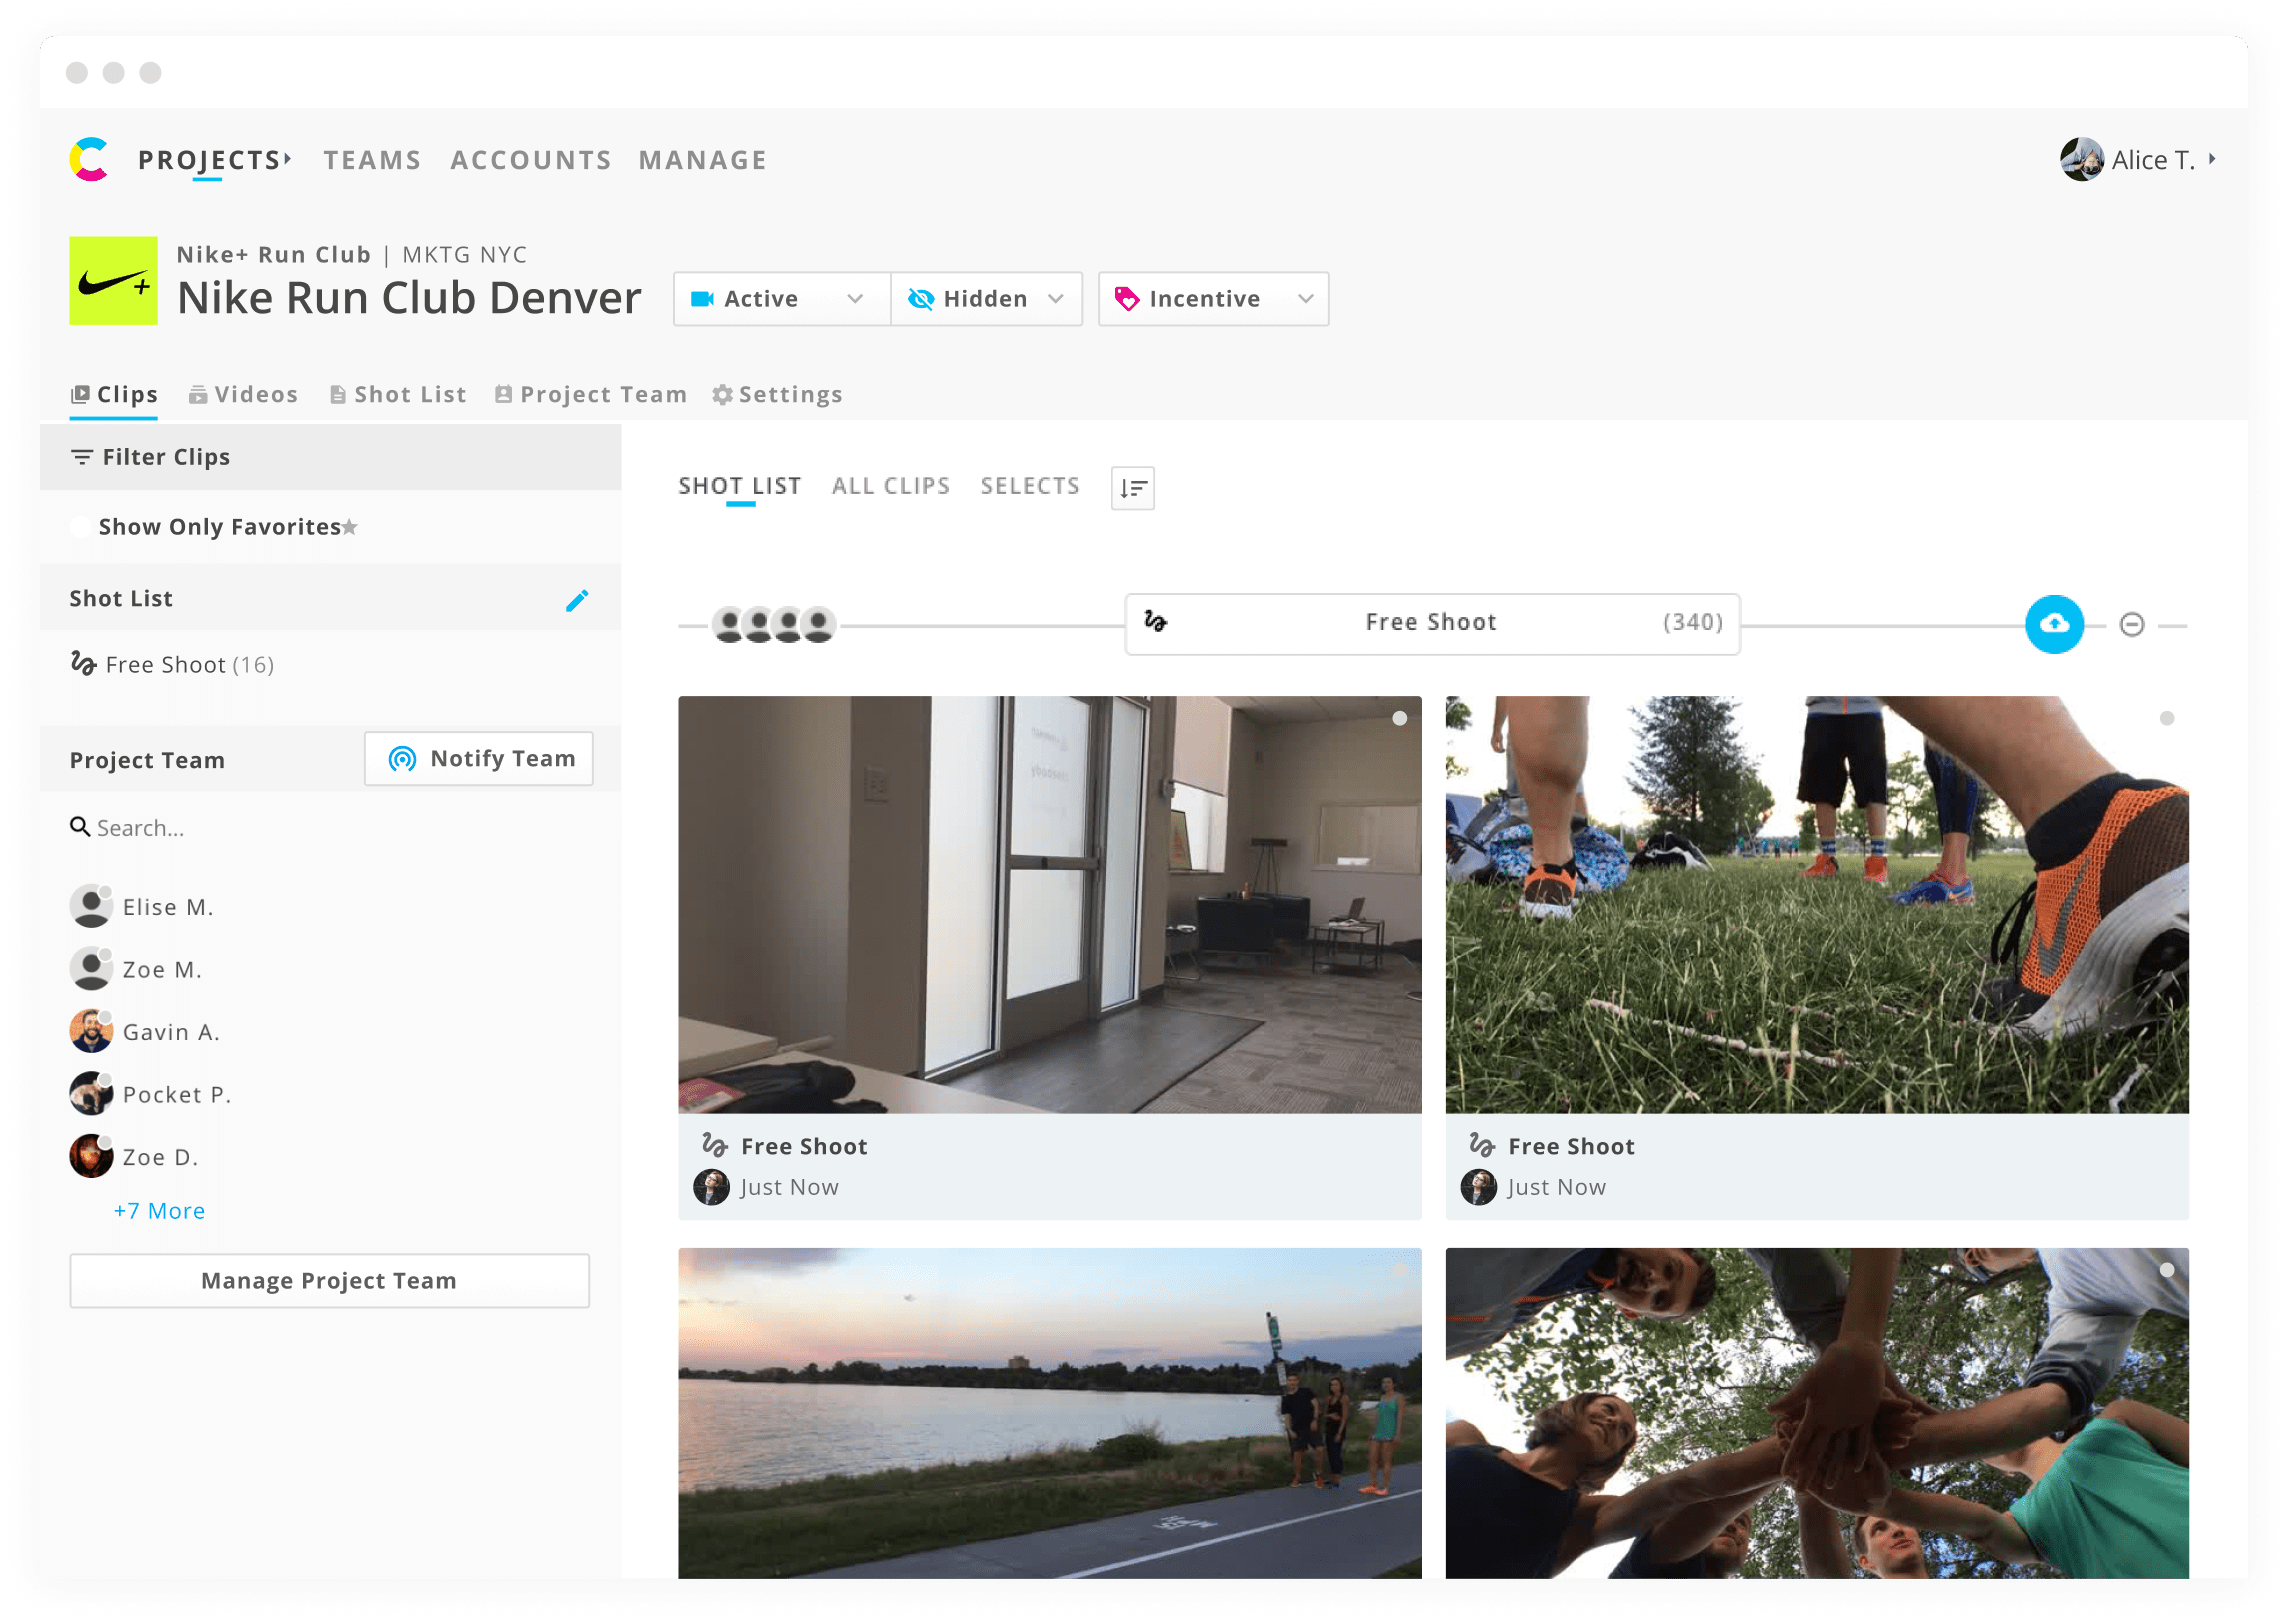 PROJECTS TEAMS ACCOUNTS MANAGE
Alice T.
Nike+ Run Club | MKTG NYC
Nike Run Club Denver
Active
Hidden
Incentive
Clips
Videos
Shot List
Project Team
Settings
Filter Clips
Show Only Favorites
Shot List
Free Shoot (16)
Project Team
Notify Team
Search...
Elise M.
Zoe M.
Gavin A.
Pocket P.
Zoe D.
+7 More
Manage Project Team
SHOT LIST ALL CLIPS SELECTS
Free Shoot (340)
Free Shoot
Just Now
Free Shoot
Just Now